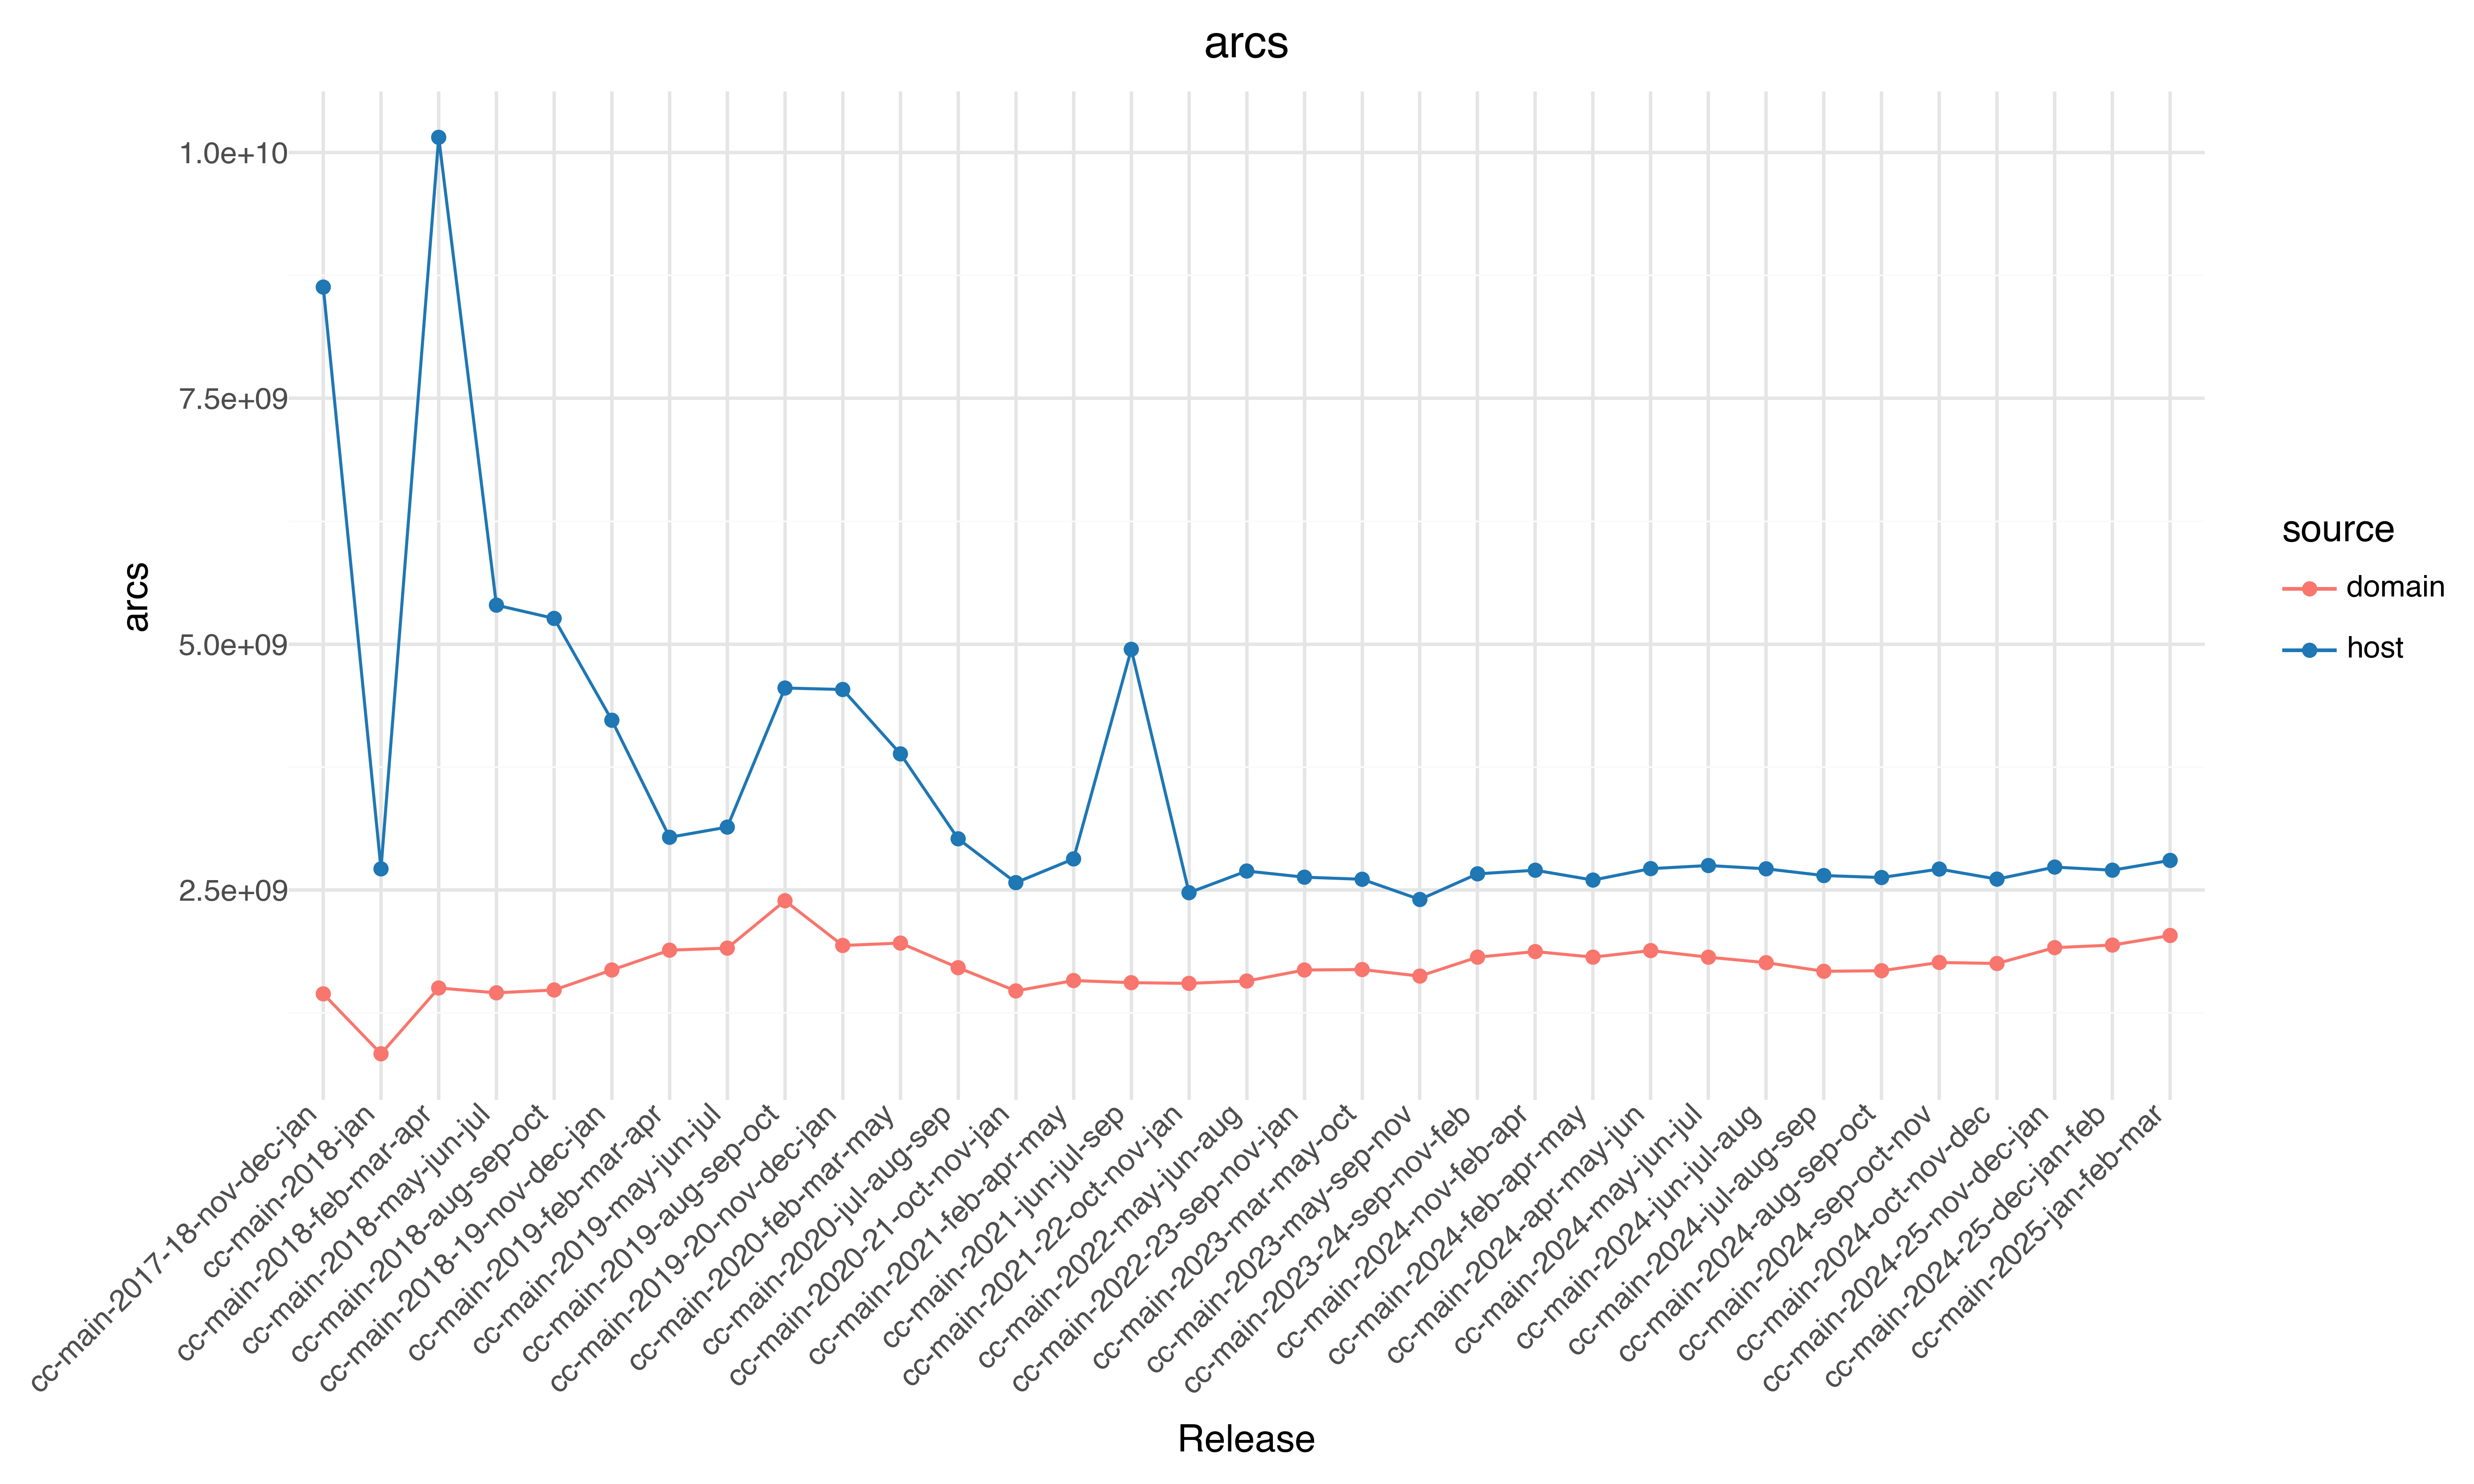 arcs
arcs
1.0e+10
7.5e+09
5.0e+09
2.5e+09
cc-main-2017-18-nov-dec-jan
cc-main-2018-jan
cc-main-2018-feb-mar-apr
cc-main-2018-may-jun-jul
cc-main-2018-aug-sep-oct
cc-main-2018-19-nov-dec-jan
cc-main-2019-feb-mar-apr
cc-main-2019-may-jun-jul
cc-main-2019-aug-sep-oct
cc-main-2019-20-nov-dec-jan
cc-main-2020-feb-mar-may
cc-main-2020-jul-aug-sep
cc-main-2020-21-oct-nov-jan
cc-main-2021-feb-apr-may
cc-main-2021-jun-jul-sep
cc-main-2021-22-oct-nov-jan
cc-main-2022-may-jun-aug
cc-main-2022-23-sep-nov-jan
cc-main-2023-mar-may-oct
cc-main-2023-may-sep-nov
cc-main-2023-24-sep-nov-feb
cc-main-2024-nov-feb-apr
cc-main-2024-feb-apr-may
cc-main-2024-apr-may-jun
cc-main-2024-may-jun-jul
cc-main-2024-jun-jul-aug
cc-main-2024-jul-aug-sep
cc-main-2024-aug-sep-oct
cc-main-2024-sep-oct-nov
cc-main-2024-oct-nov-dec
cc-main-2024-25-nov-dec-jan
cc-main-2024-25-dec-jan-feb
cc-main-2025-jan-feb-mar
Release
source
domain
host